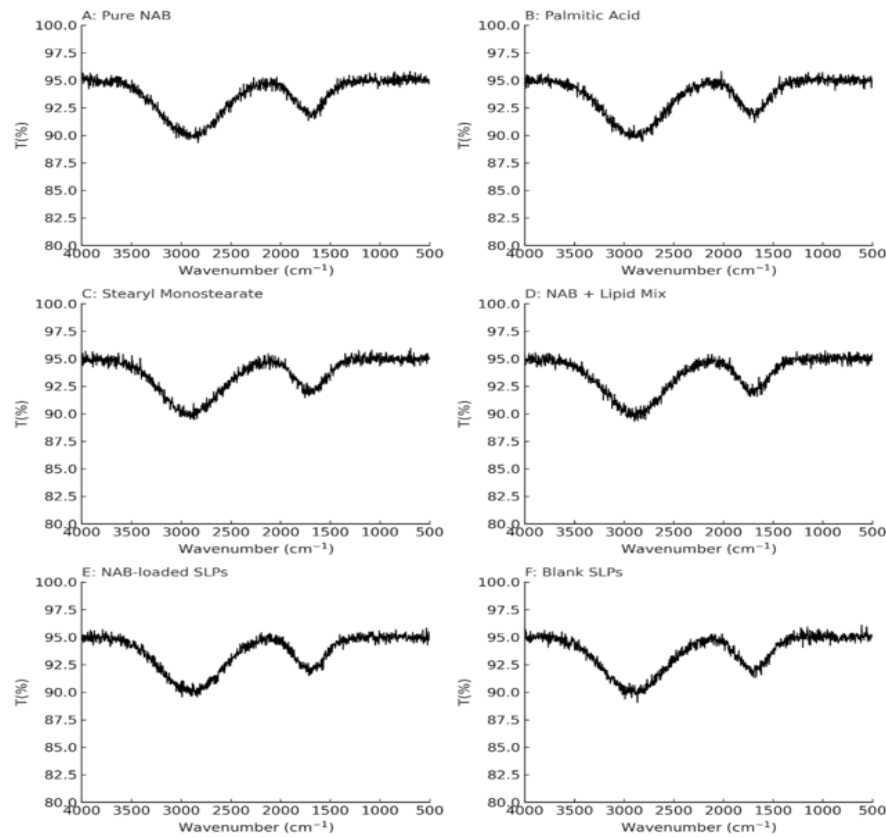 A: Pure NAB
100.0
97.5
95.0
92.5
90.0
87.5
85.0
82.5
80.0
T(%)
4000 3500 3000 2500 2000 1500 1000 500
Wavenumber (cm⁻¹)
B: Palmitic Acid
100.0
97.5
95.0
92.5
90.0
87.5
85.0
82.5
80.0
T(%)
4000 3500 3000 2500 2000 1500 1000 500
Wavenumber (cm⁻¹)
C: Stearyl Monostearate
100.0
97.5
95.0
92.5
90.0
87.5
85.0
82.5
80.0
T(%)
4000 3500 3000 2500 2000 1500 1000 500
Wavenumber (cm⁻¹)
D: NAB + Lipid Mix
100.0
97.5
95.0
92.5
90.0
87.5
85.0
82.5
80.0
T(%)
4000 3500 3000 2500 2000 1500 1000 500
Wavenumber (cm⁻¹)
E: NAB-loaded SLPs
100.0
97.5
95.0
92.5
90.0
87.5
85.0
82.5
80.0
T(%)
4000 3500 3000 2500 2000 1500 1000 500
Wavenumber (cm⁻¹)
F: Blank SLPs
100.0
97.5
95.0
92.5
90.0
87.5
85.0
82.5
80.0
T(%)
4000 3500 3000 2500 2000 1500 1000 500
Wavenumber (cm⁻¹)